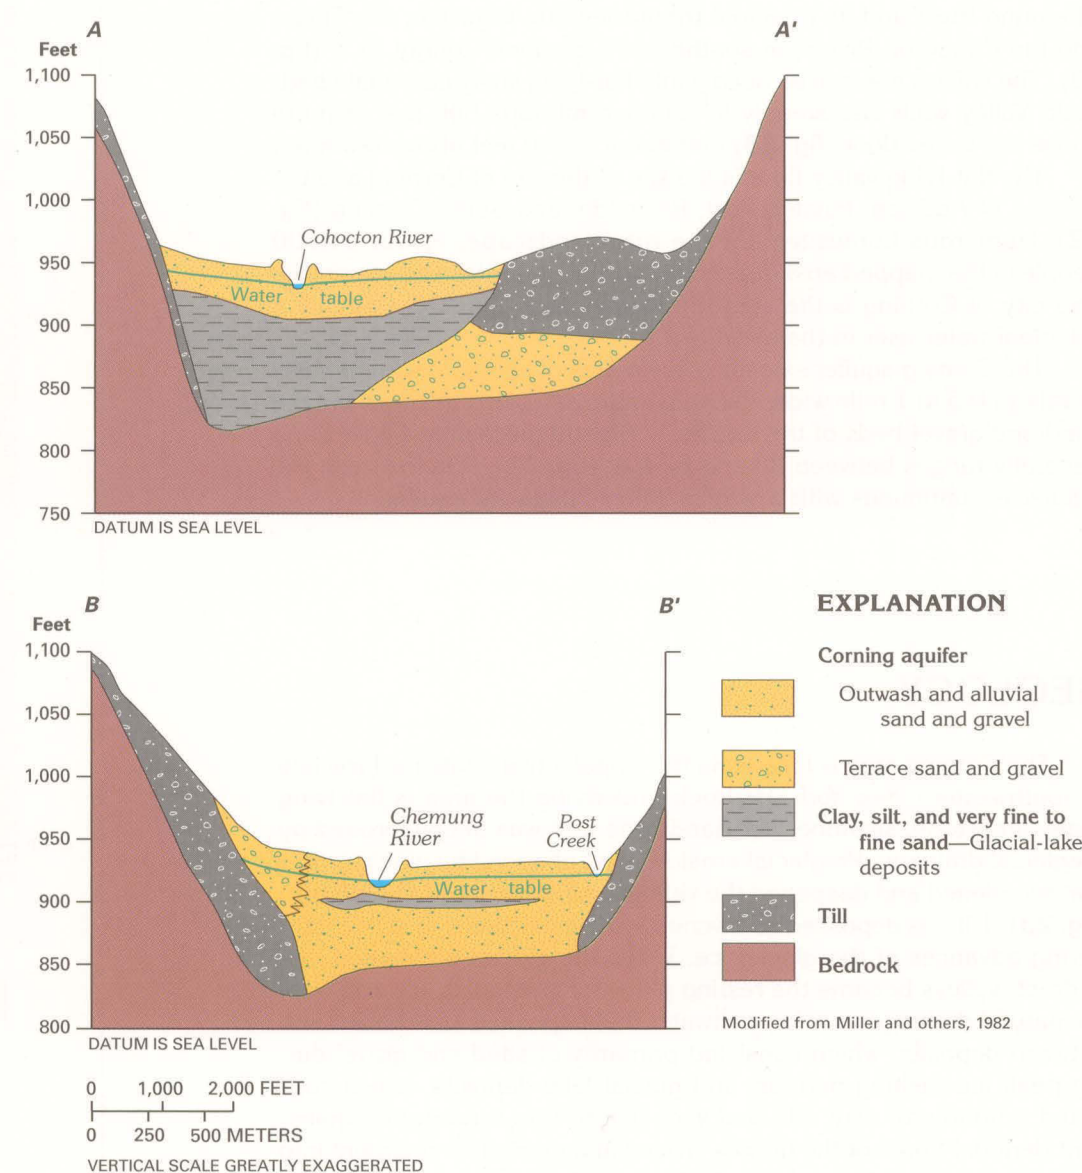 A
A'
Feet
1,100
1,050
1,000
950
900
850
800
750
Cohocton River
Water table
DATUM IS SEA LEVEL
B
B'
Feet
1,100
1,050
1,000
950
900
850
800
Chemung
River
Post
Creek
Water table
DATUM IS SEA LEVEL
0 1,000 2,000 FEET
0 250 500 METERS
VERTICAL SCALE GREATLY EXAGGERATED
EXPLANATION
Corning aquifer
Outwash and alluvial
sand and gravel
Terrace sand and gravel
Clay, silt, and very fine to
fine sand—Glacial-lake
deposits
Till
Bedrock
Modified from Miller and others, 1982